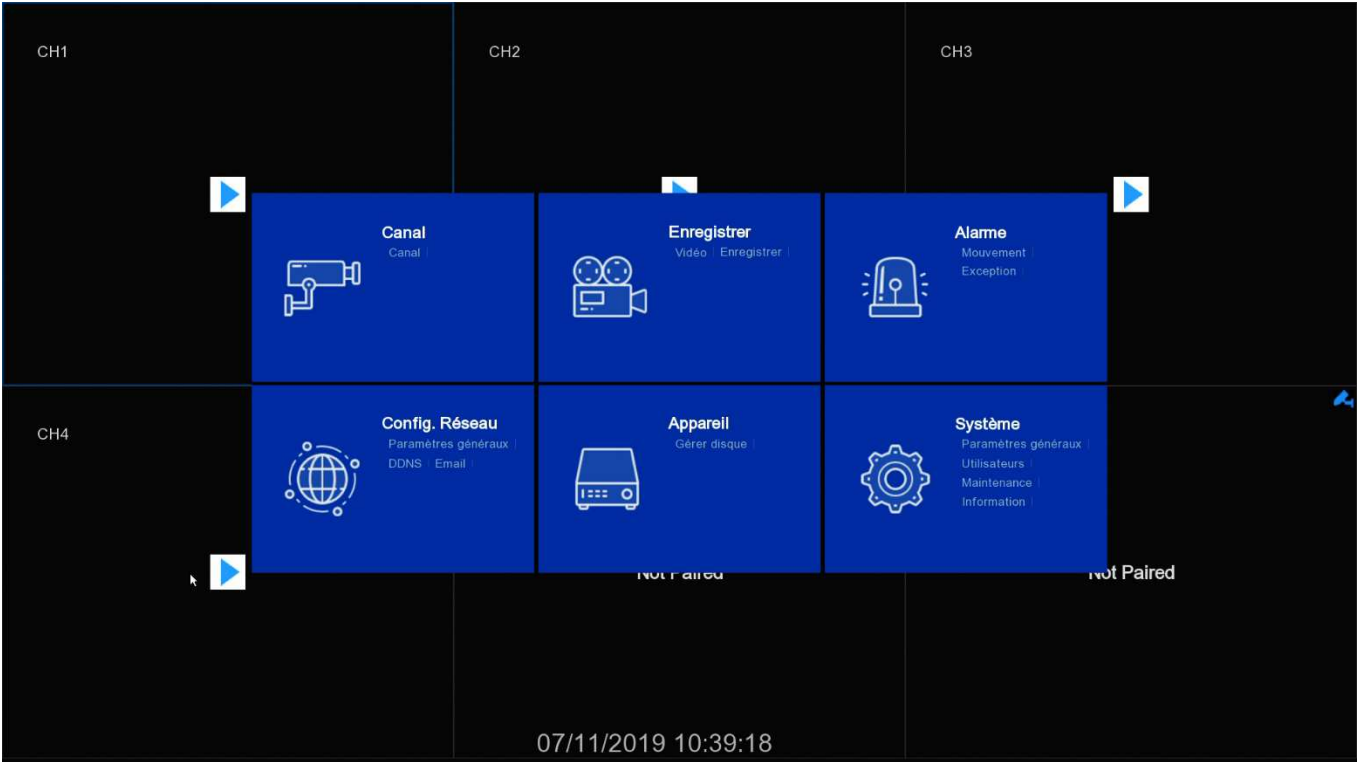 CH1
CH2
CH3
Canal
Canal
Enregistrer
Vidéo | Enregistrer
Alarme
Mouvement
Exception
CH4
Config. Réseau
Paramètres généraux
DDNS | Email
Appareil
Gérer disque
Système
Paramètres généraux
Utilisateurs
Maintenance
Information
Not Paired
Not Paired
07/11/2019 10:39:18